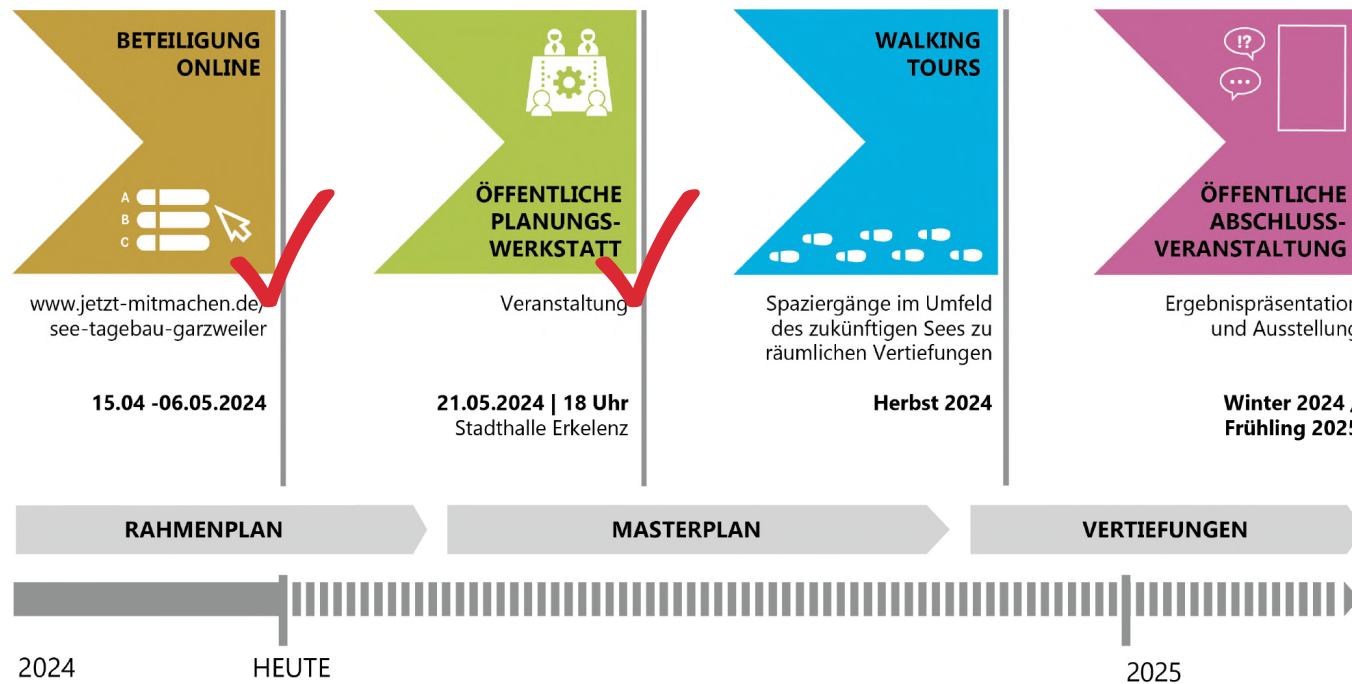 BETEILIGUNG
ONLINE
A
B
C
www.jetzt-mitmachen.de/
see-tagebau-garzweiler
15.04 -06.05.2024
ÖFFENTLICHE
PLANUNGS-
WERKSTATT
Veranstaltung
21.05.2024 | 18 Uhr
Stadthalle Erkelenz
WALKING
TOURS
Spaziergänge im Umfeld
des zukünftigen Sees zu
räumlichen Vertiefungen
Herbst 2024
!?
...
ÖFFENTLICHE
ABSCHLUSS-
VERANSTALTUNG
Ergebnispräsentation
und Ausstellung
Winter 2024 /
Frühling 2025
RAHMENPLAN
MASTERPLAN
VERTIEFUNGEN
2024
HEUTE
2025